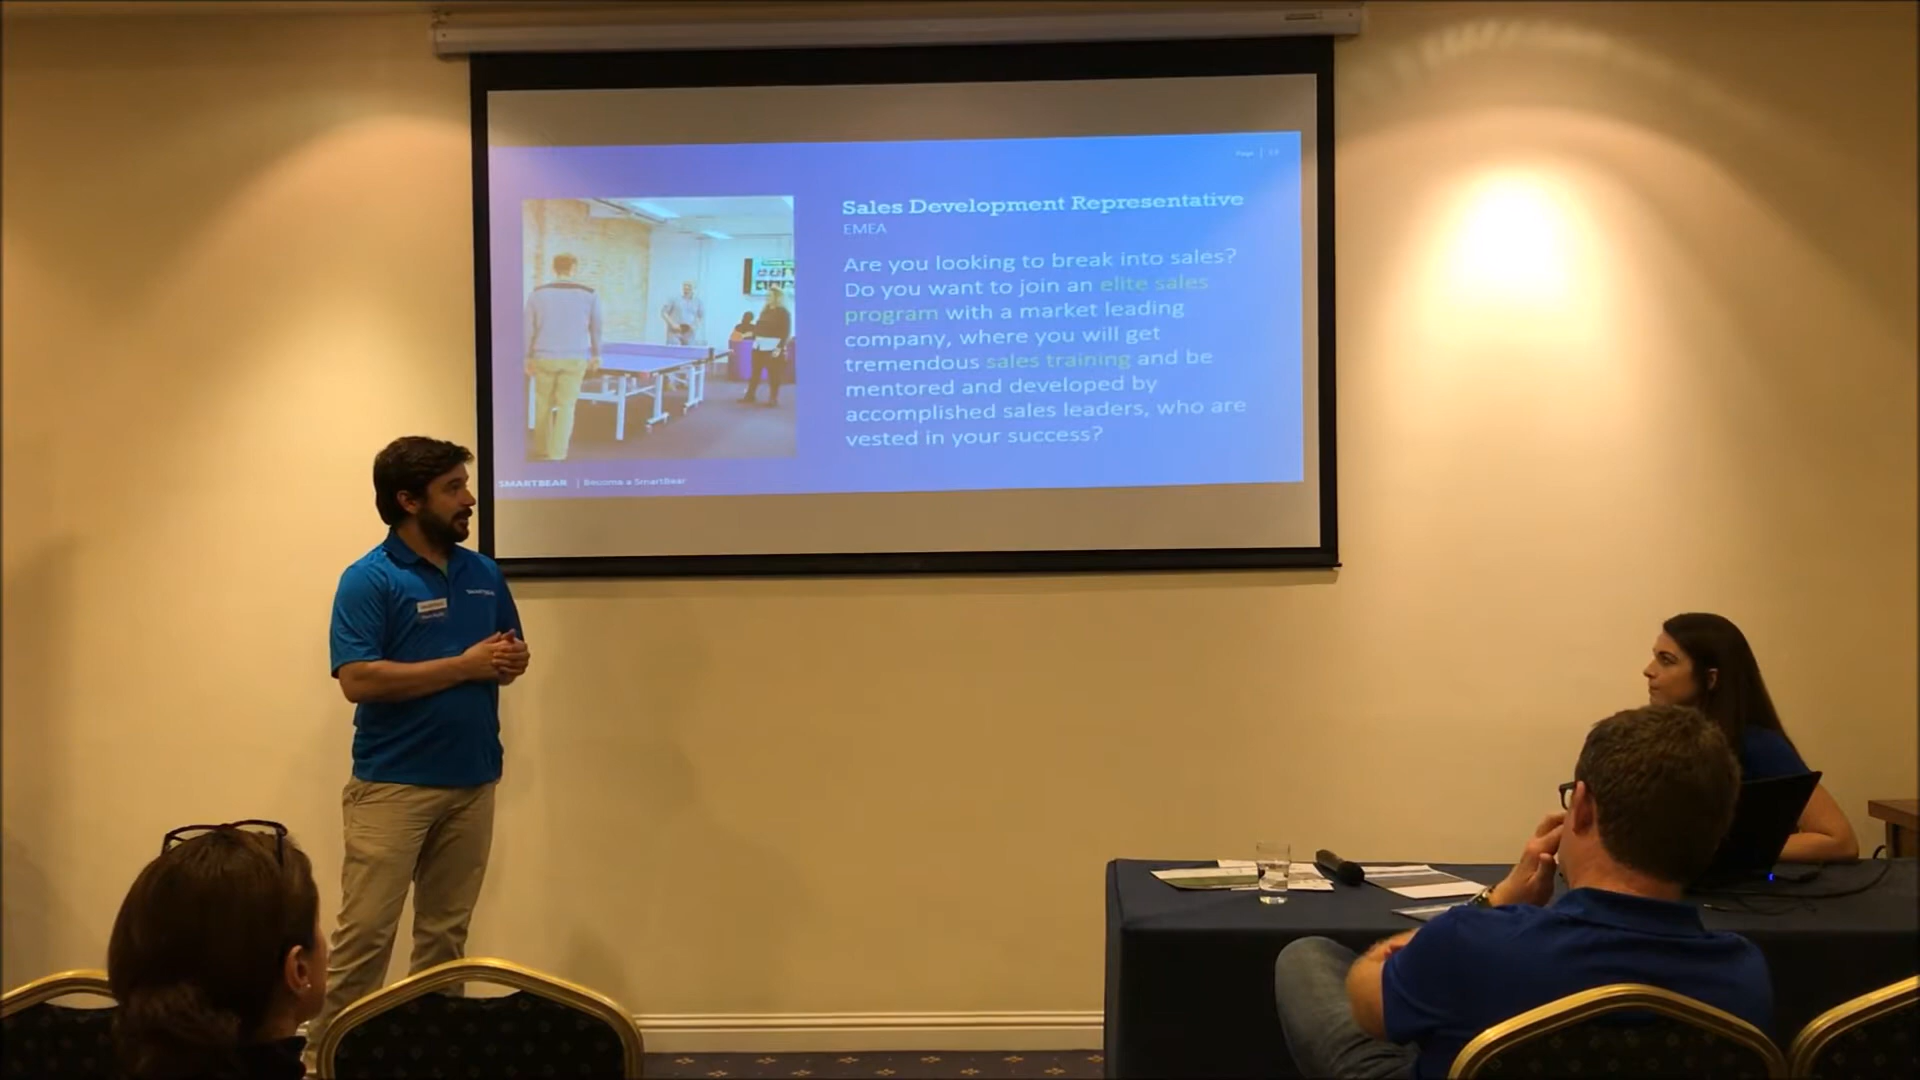 Page |
Sales Development Representative
EMEA
Are you looking to break into sales?
Do you want to join an elite sales
program with a market leading
company, where you will get
tremendous sales training and be
mentored and developed by
accomplished sales leaders, who are
vested in your success?
SMARTBEAR | Become a SmartBear